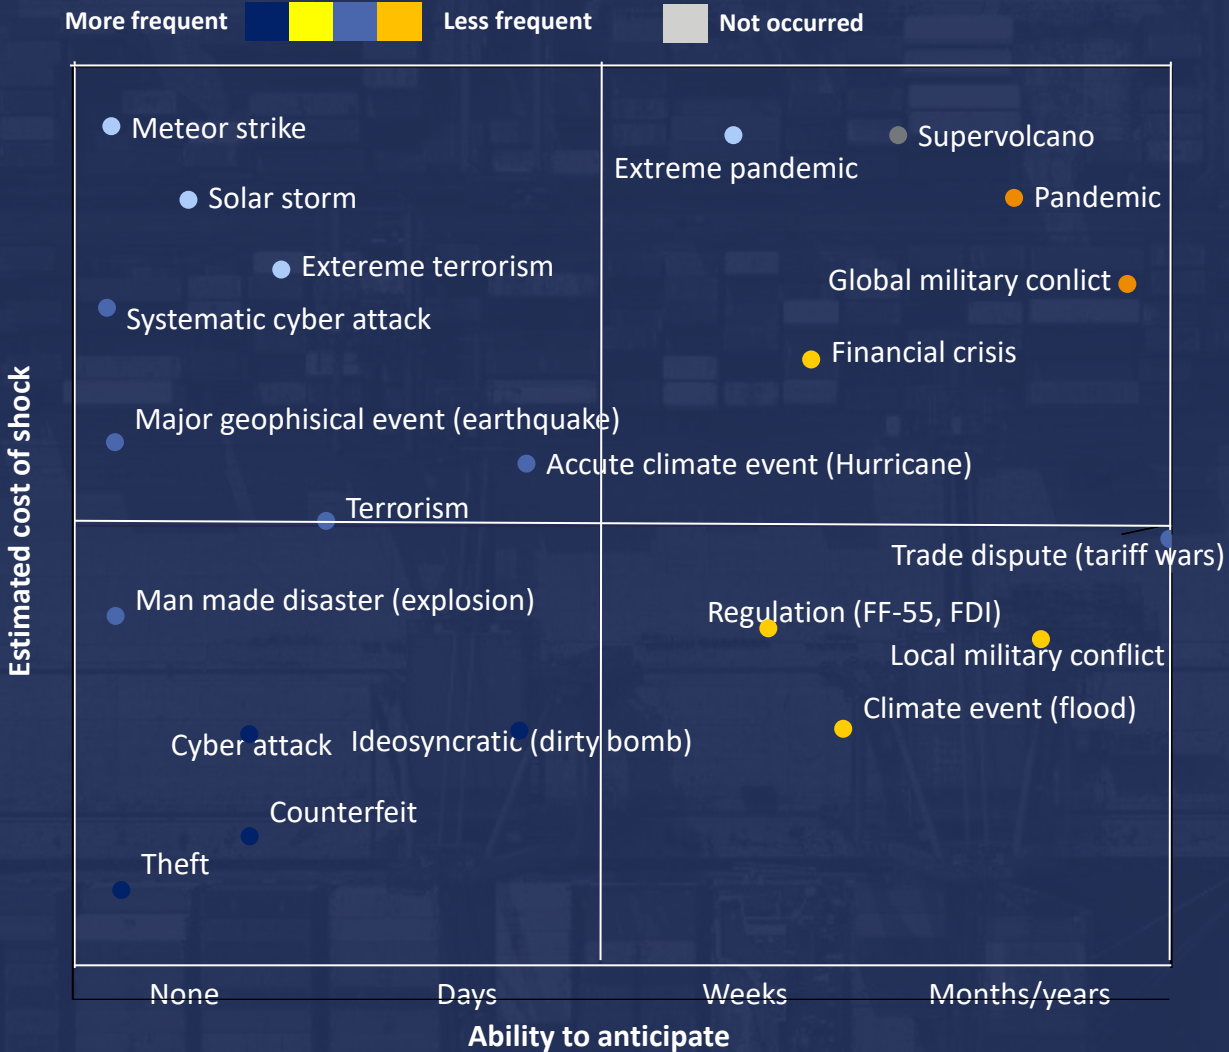 More frequent
Less frequent
Not occurred
Meteor strike
Supervolcano
Extreme pandemic
Solar storm
Pandemic
Extereme terrorism
Global military conlict
Systematic cyber attack
Financial crisis
Major geophisical event (earthquake)
Accute climate event (Hurricane)
Terrorism
Trade dispute (tariff wars)
Man made disaster (explosion)
Regulation (FF-55, FDI)
Local military conflict
Climate event (flood)
Cyber attack
Ideosyncratic (dirty bomb)
Counterfeit
Theft
Estimated cost of shock
None
Days
Weeks
Months/years
Ability to anticipate